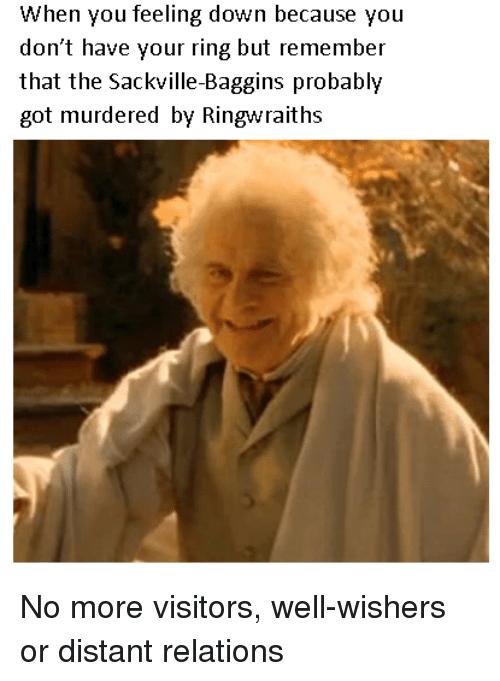 When you feeling down because you
don't have your ring but remember
that the Sackville-Baggins probably
got murdered by Ringwraiths
No more visitors, well-wishers
or distant relations